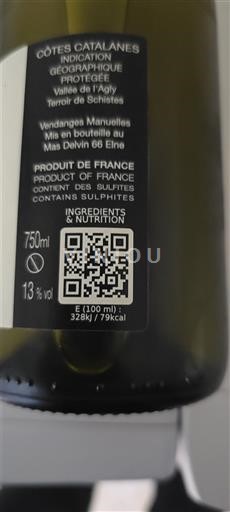 CÔTES CATALANES
INDICATION
GÉOGRAPHIQUE
PROTÉGÉE
Vallée de l'Agly
Terroir de Schistes
Vendanges Manuelles
Mis en bouteille au
Mas Delvin 66 Elne
PRODUIT DE FRANCE
PRODUCT OF FRANCE
CONTIENT DES SULFITES
CONTAINS SULPHITES
INGREDIENTS
& NUTRITION
750ml
13 % vol
E (100 ml) :
328kJ / 79kcal